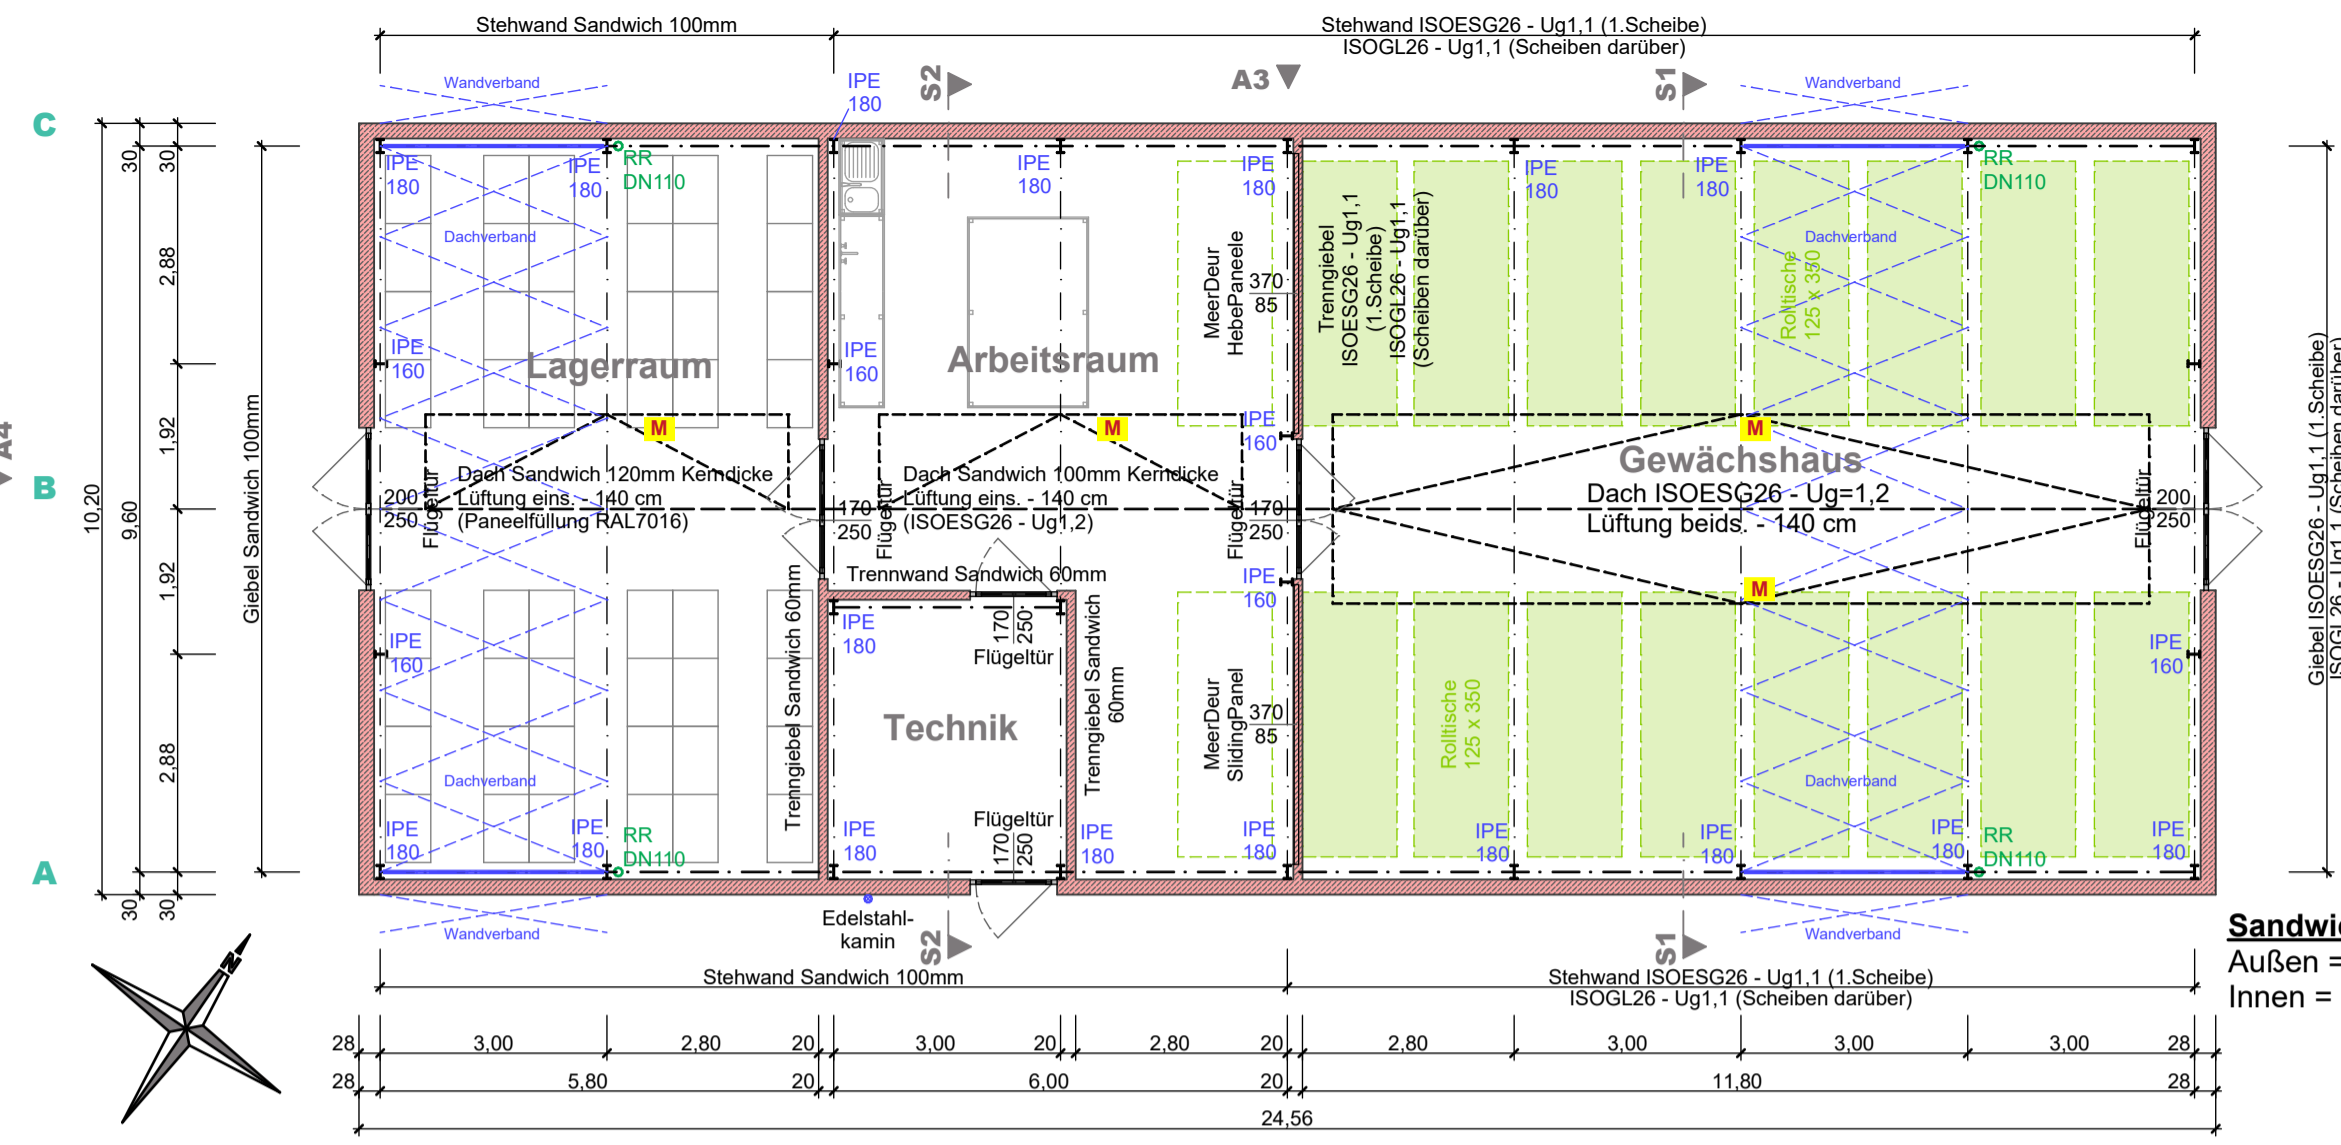 Stehwand Sandwich 100mm
Stehwand ISOESG26 - Ug1,1 (1.Scheibe)
ISOGL26 - Ug1,1 (Scheiben darüber)
Wandverband
IPE
180
S2
A3
S1
Wandverband
C
B
A
A4
30
30
2,88
1,92
1,92
2,88
30
30
10,20
9,60
Giebel Sandwich 100mm
IPE
180
IPE
180
RR
DN110
Dachverband
IPE
160
Lagerraum
M
200
250
Flügeltür
Dach Sandwich 120mm Kerndicke
Lüftung eins. - 140 cm
(Paneelfüllung RAL7016)
IPE
160
Dachverband
IPE
180
IPE
180
RR
DN110
Trenngiebel Sandwich 60mm
IPE
180
IPE
180
IPE
160
Arbeitsraum
MeerDeur
HebePaneele
370
85
M
IPE
160
170
250
Flügeltür
Dach Sandwich 100mm Kerndicke
Lüftung eins. - 140 cm
(ISOESG26 - Ug1,2)
Flügeltür
170
250
Trennwand Sandwich 60mm
IPE
160
IPE
180
170
250
Flügeltür
Technik
Trenngiebel Sandwich
60mm
MeerDeur
SlidingPanel
370
85
Flügeltür
170
250
IPE
180
IPE
180
IPE
180
Edelstahl-
kamin
Trenngiebel
ISOESG26 - Ug1,1
(1.Scheibe)
ISOGL26 - Ug1,1
(Scheiben darüber)
IPE
180
IPE
180
RR
DN110
Dachverband
Rolltische
125 x 350
M
Gewächshaus
Dach ISOESG26 - Ug=1,2
Lüftung beids. - 140 cm
Flügeltür
200
250
M
IPE
160
Rolltische
125 x 350
Dachverband
IPE
180
IPE
180
IPE
180
RR
DN110
IPE
180
Giebel ISOESG26 - Ug1,1 (1.Scheibe)
ISOGL26 - Ug1,1 (Scheiben darüber)
Wandverband
S2
S1
Wandverband
Außen =
Innen =
N
Stehwand Sandwich 100mm
Stehwand ISOESG26 - Ug1,1 (1.Scheibe)
ISOGL26 - Ug1,1 (Scheiben darüber)
28 3,00 2,80 20 3,00 20 2,80 20 2,80 3,00 3,00 3,00 28
28 5,80 20 6,00 20 11,80 28
24,56